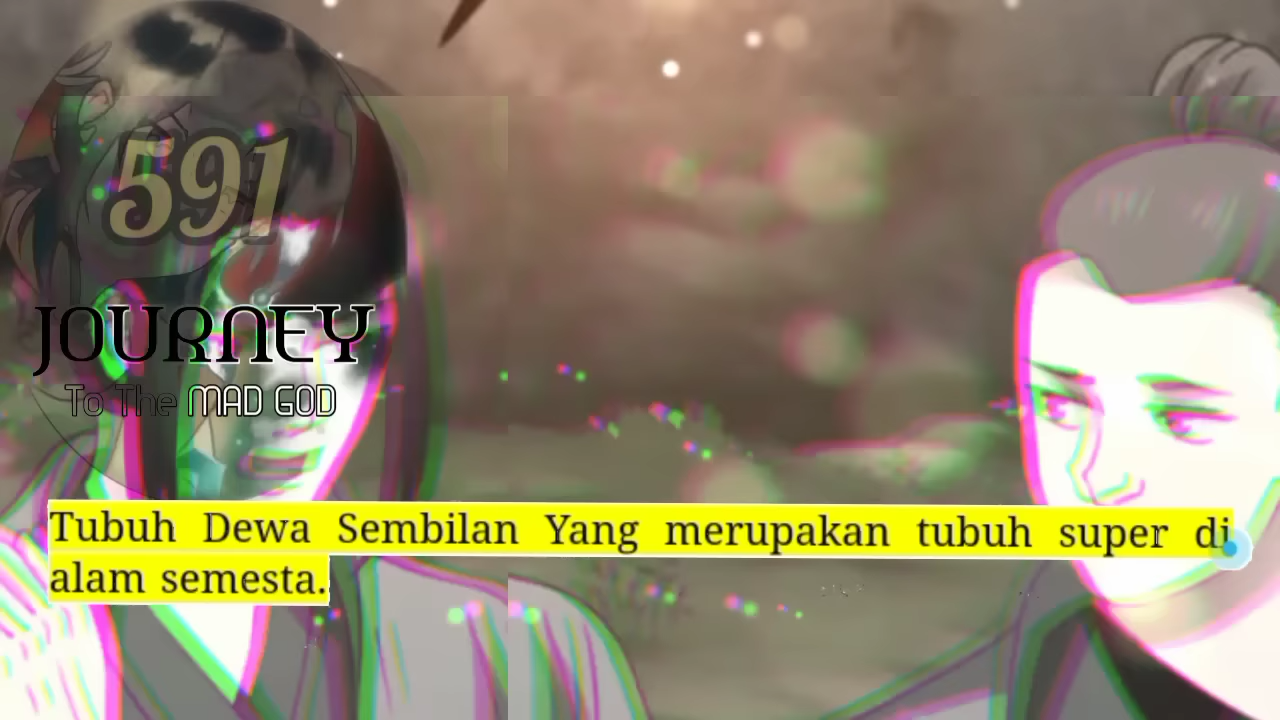 591
JOURNEY
To The MAD GOD
Tubuh Dewa Sembilan Yang merupakan tubuh super di
alam semesta.